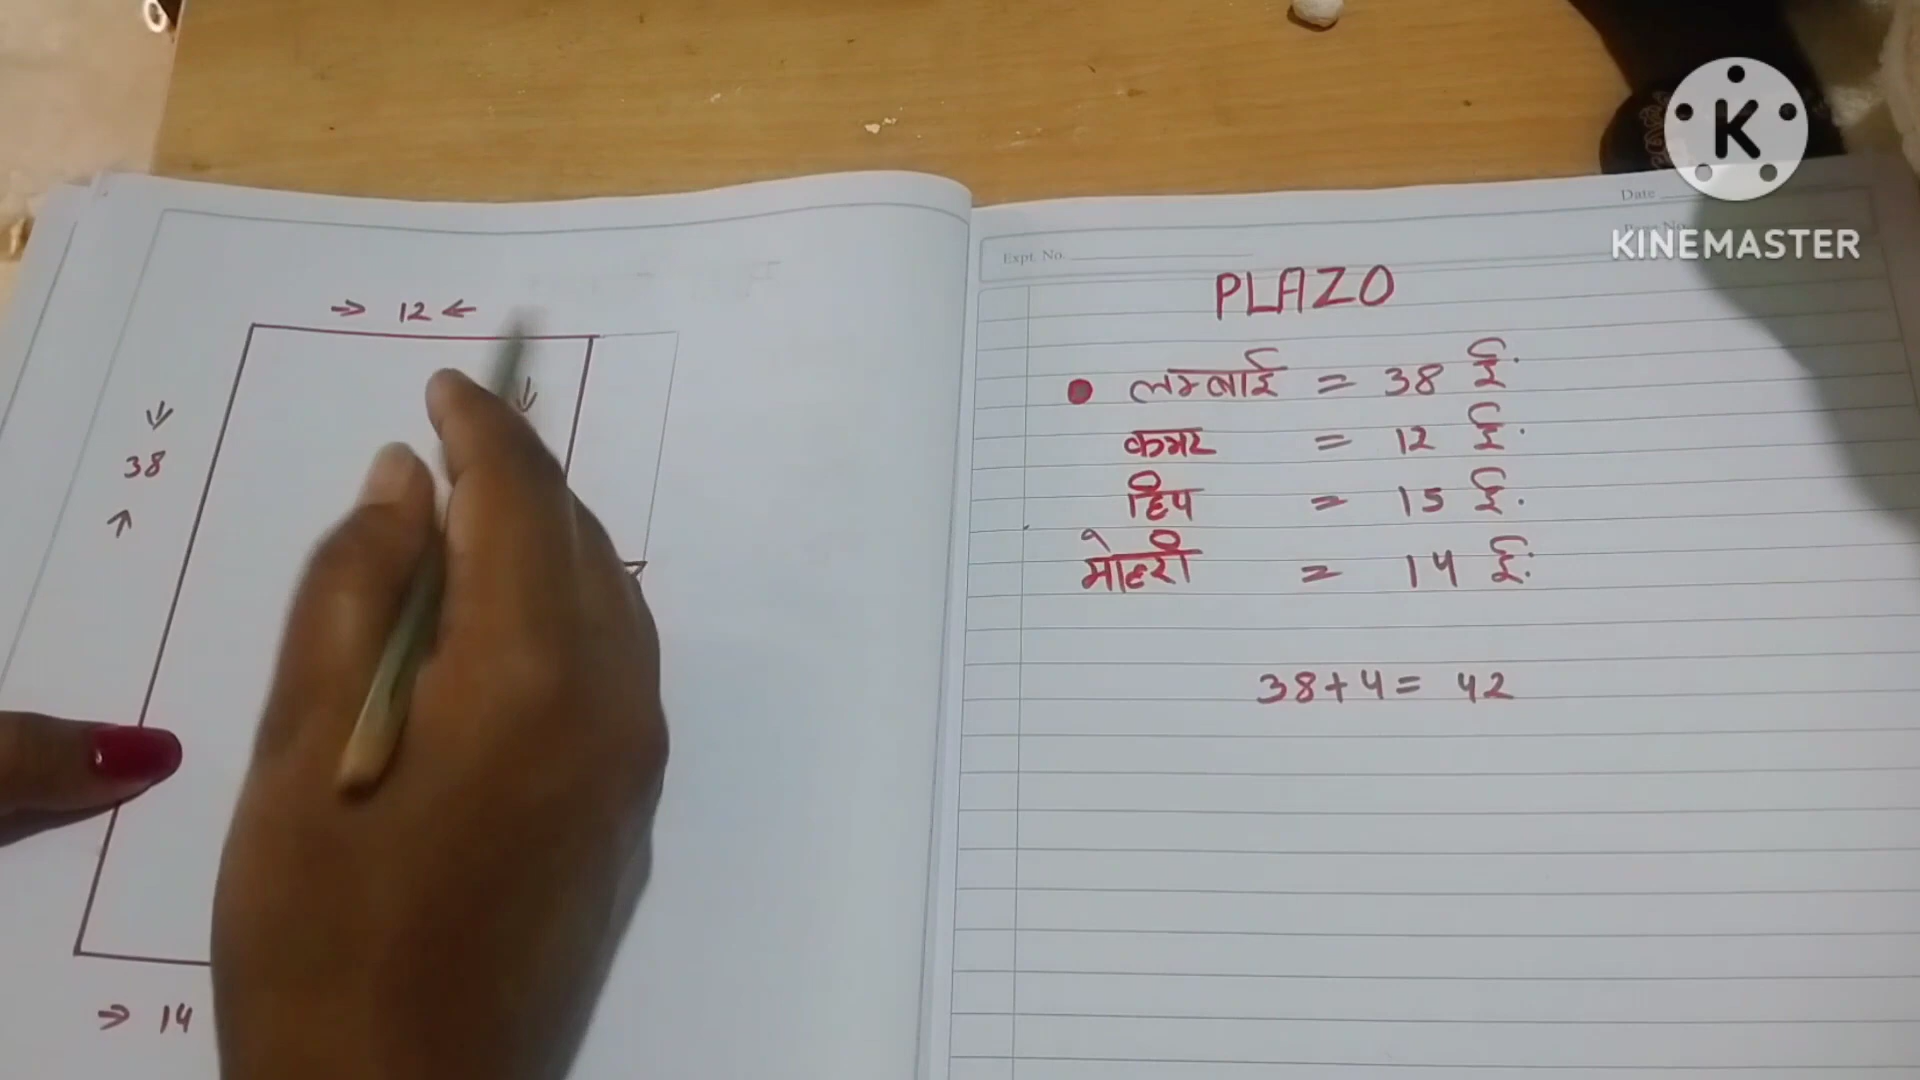 → 12 ←
↓
↓
38
↑
→ 14
Date
Expt. No.
PLAZO
• लम्बाई = 38 इं.
कमर = 12 इं.
हिप = 15 इं.
मोहरी = 14 इं.
38+4= 42
K
KINEMASTER